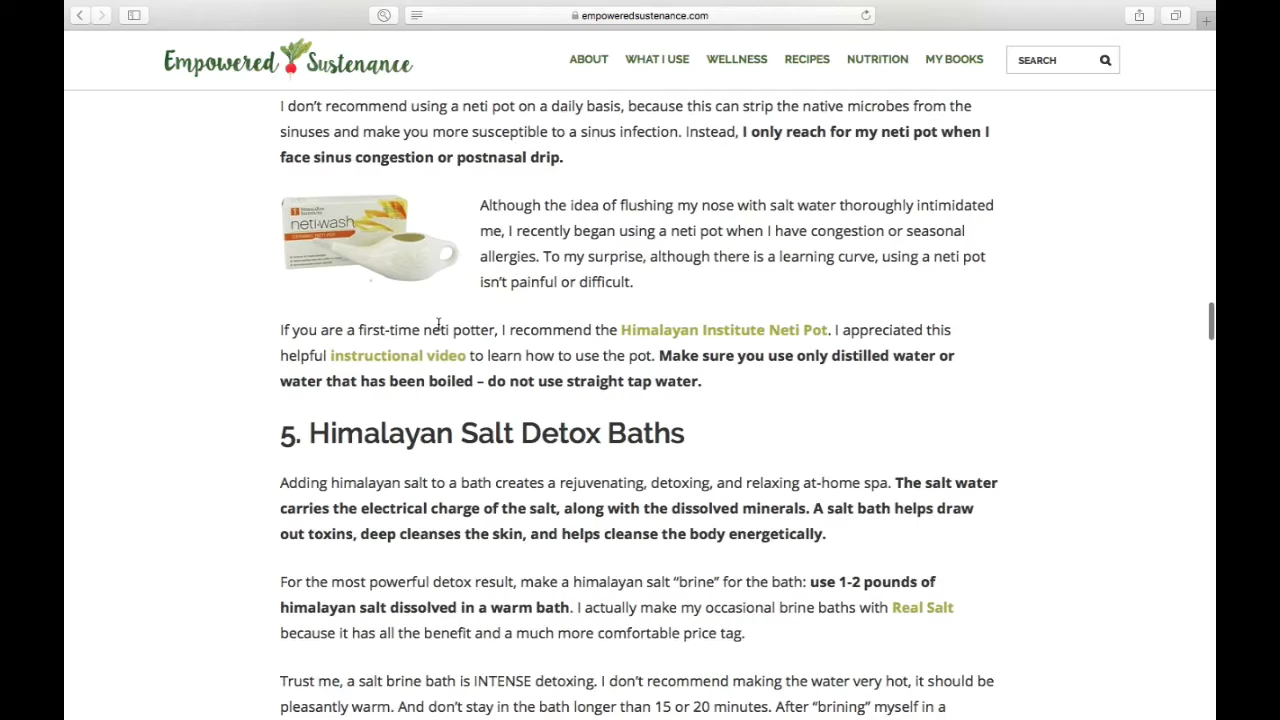 empoweredsustenance.com
Empowered Sustenance
ABOUT WHAT I USE WELLNESS RECIPES NUTRITION MY BOOKS SEARCH
I don’t recommend using a neti pot on a daily basis, because this can strip the native microbes from the
sinuses and make you more susceptible to a sinus infection. Instead, I only reach for my neti pot when I
face sinus congestion or postnasal drip.
neti-wash
Although the idea of flushing my nose with salt water thoroughly intimidated
me, I recently began using a neti pot when I have congestion or seasonal
allergies. To my surprise, although there is a learning curve, using a neti pot
isn’t painful or difficult.
If you are a first-time neti potter, I recommend the Himalayan Institute Neti Pot. I appreciated this
helpful instructional video to learn how to use the pot. Make sure you use only distilled water or
water that has been boiled – do not use straight tap water.
5. Himalayan Salt Detox Baths
Adding himalayan salt to a bath creates a rejuvenating, detoxing, and relaxing at-home spa. The salt water
carries the electrical charge of the salt, along with the dissolved minerals. A salt bath helps draw
out toxins, deep cleanses the skin, and helps cleanse the body energetically.
For the most powerful detox result, make a himalayan salt “brine” for the bath: use 1-2 pounds of
himalayan salt dissolved in a warm bath. I actually make my occasional brine baths with Real Salt
because it has all the benefit and a much more comfortable price tag.
Trust me, a salt brine bath is INTENSE detoxing. I don’t recommend making the water very hot, it should be
pleasantly warm. And don’t stay in the bath longer than 15 or 20 minutes. After “brining” myself in a